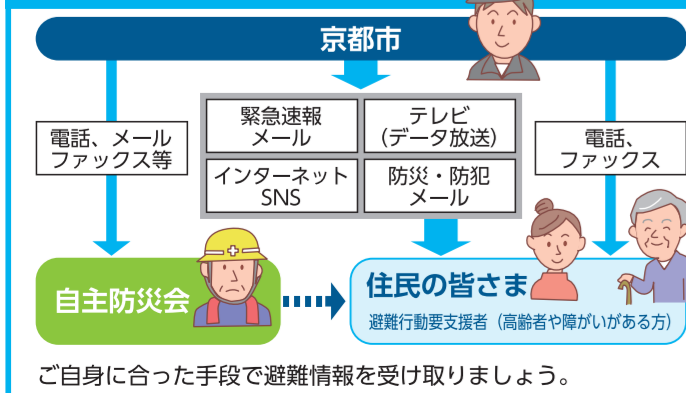 京都市
電話、メール
ファックス等
緊急速報
メール
テレビ
(データ放送)
インターネット
SNS
防災・防犯
メール
電話、
ファックス
自主防災会
住民の皆さま
避難行動要支援者（高齢者や障がいがある方）
ご自身に合った手段で避難情報を受け取りましょう。